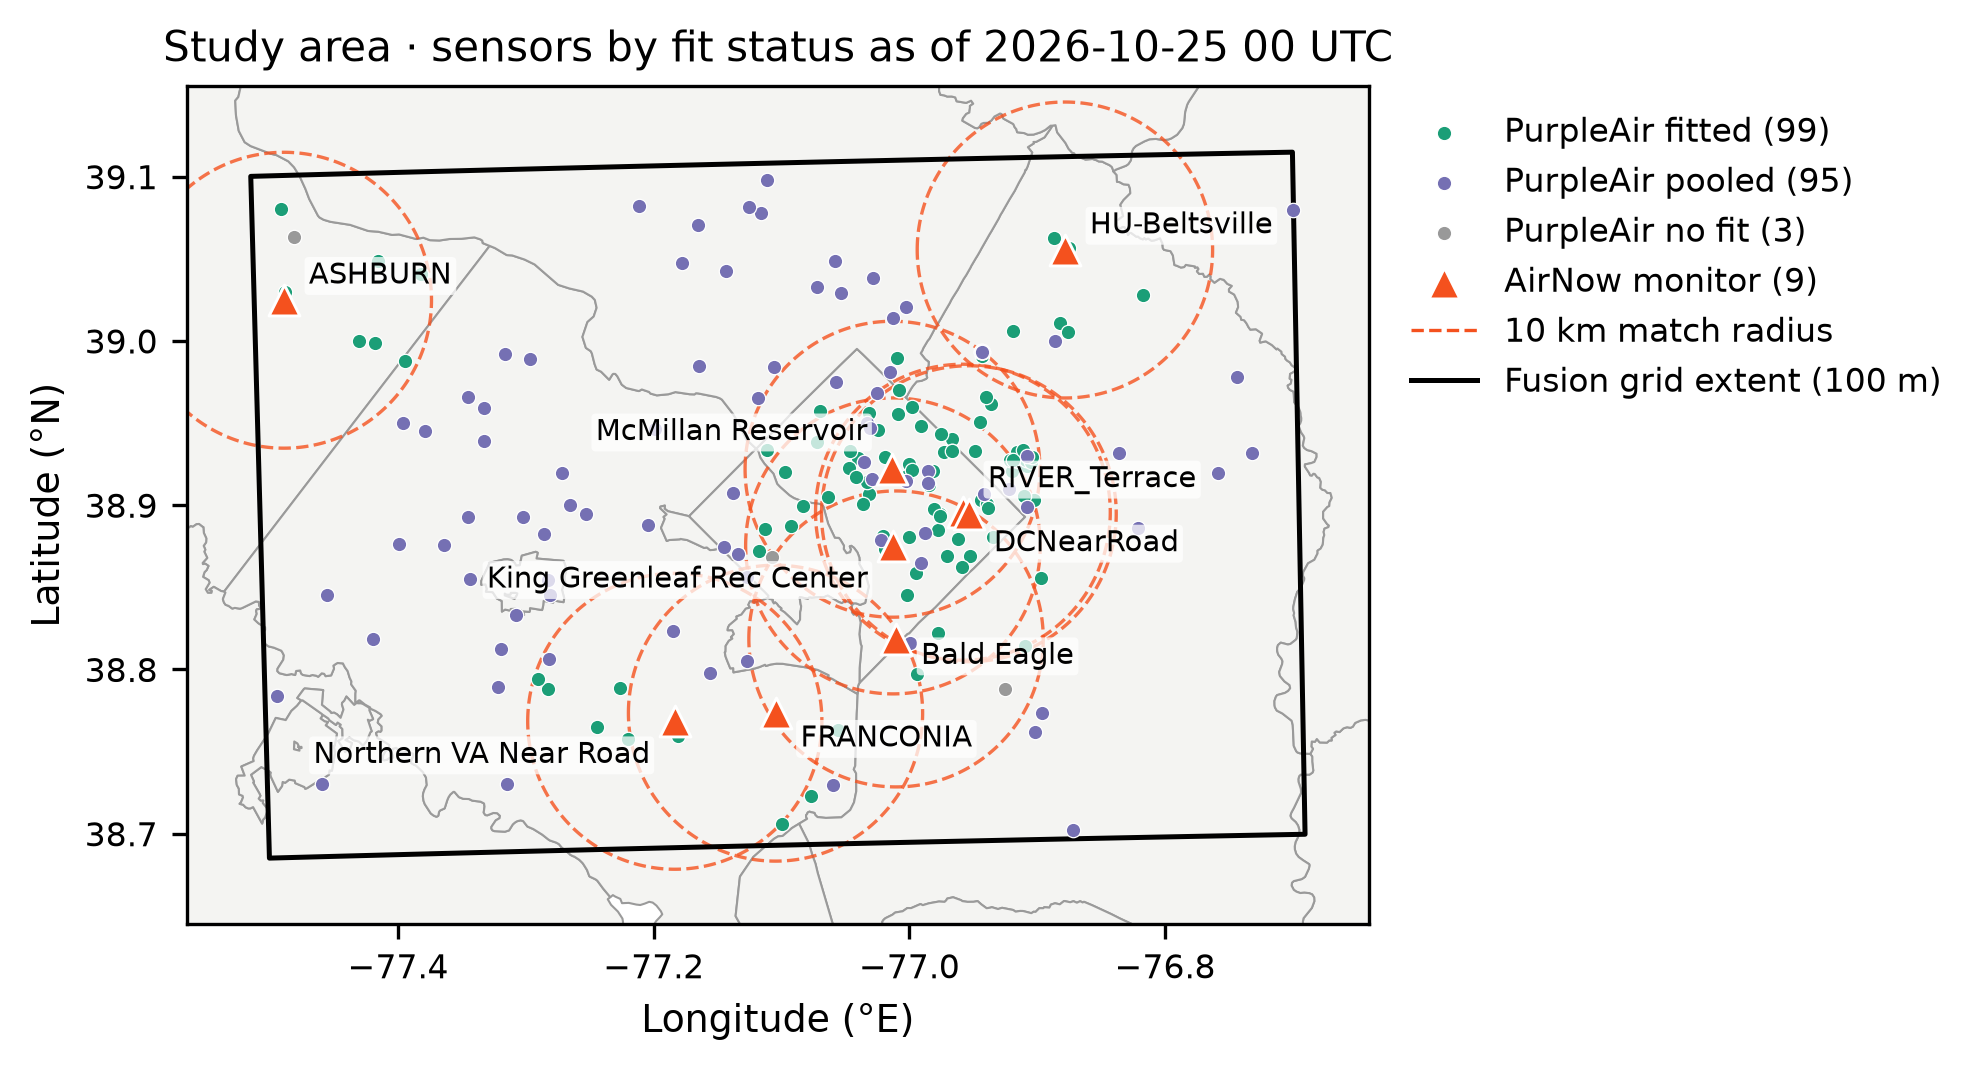 Study area · sensors by fit status as of 2026-10-25 00 UTC
PurpleAir fitted (99)
PurpleAir pooled (95)
PurpleAir no fit (3)
AirNow monitor (9)
10 km match radius
Fusion grid extent (100 m)
39.1
39.0
38.9
38.8
38.7
Latitude (°N)
HU-Beltsville
ASHBURN
McMillan Reservoir
RIVER_Terrace
DCNearRoad
King Greenleaf Rec Center
Bald Eagle
FRANCONIA
Northern VA Near Road
−77.4
−77.2
−77.0
−76.8
Longitude (°E)